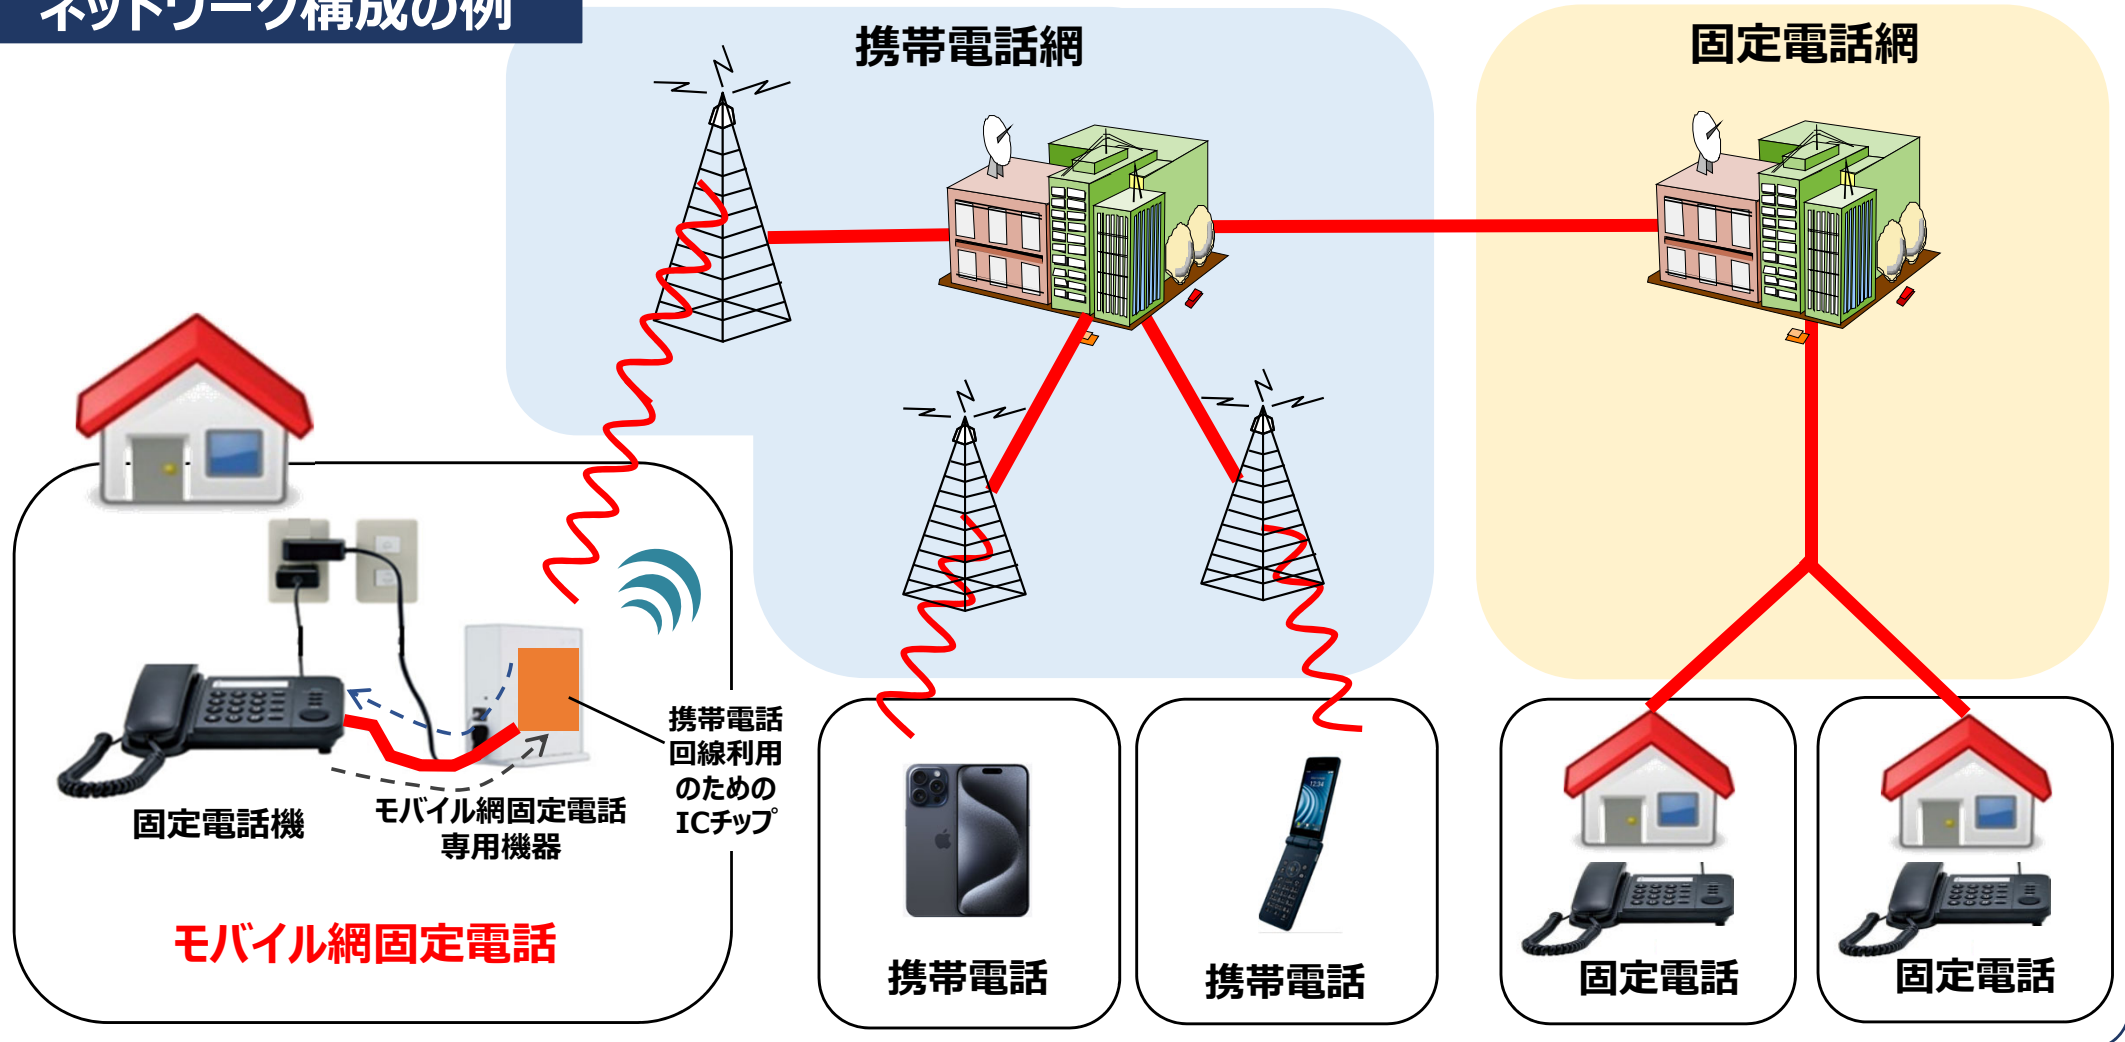 ネットワーク構成の例
携帯電話網
固定電話網
携帯電話
回線利用
のための
ICチップ
固定電話機
モバイル網固定電話
専用機器
モバイル網固定電話
携帯電話
携帯電話
固定電話
固定電話